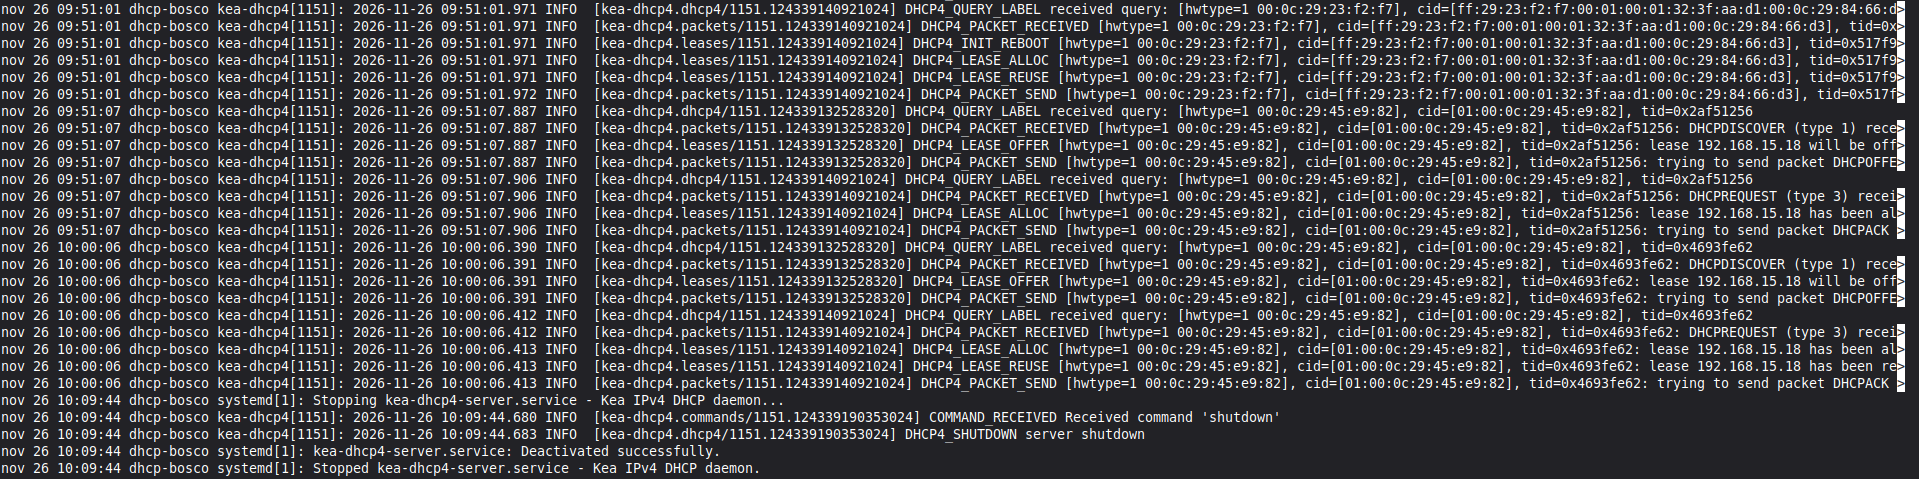 nov 26 09:51:01 dhcp-bosco kea-dhcp4[1151]: 2026-11-26 09:51:01.971 INFO  [kea-dhcp4.dhcp4/1151.124339140921024] DHCP4_QUERY_LABEL received query: [hwtype=1 00:0c:29:23:f2:f7], cid=[ff:29:23:f2:f7:00:01:00:01:32:3f:aa:d1:00:0c:29:84:66:d>
nov 26 09:51:01 dhcp-bosco kea-dhcp4[1151]: 2026-11-26 09:51:01.971 INFO  [kea-dhcp4.packets/1151.124339140921024] DHCP4_PACKET_RECEIVED [hwtype=1 00:0c:29:23:f2:f7], cid=[ff:29:23:f2:f7:00:01:00:01:32:3f:aa:d1:00:0c:29:84:66:d3], tid=0x>
nov 26 09:51:01 dhcp-bosco kea-dhcp4[1151]: 2026-11-26 09:51:01.971 INFO  [kea-dhcp4.leases/1151.124339140921024] DHCP4_INIT_REBOOT [hwtype=1 00:0c:29:23:f2:f7], cid=[ff:29:23:f2:f7:00:01:00:01:32:3f:aa:d1:00:0c:29:84:66:d3], tid=0x517f9>
nov 26 09:51:01 dhcp-bosco kea-dhcp4[1151]: 2026-11-26 09:51:01.971 INFO  [kea-dhcp4.leases/1151.124339140921024] DHCP4_LEASE_ALLOC [hwtype=1 00:0c:29:23:f2:f7], cid=[ff:29:23:f2:f7:00:01:00:01:32:3f:aa:d1:00:0c:29:84:66:d3], tid=0x517f9>
nov 26 09:51:01 dhcp-bosco kea-dhcp4[1151]: 2026-11-26 09:51:01.971 INFO  [kea-dhcp4.leases/1151.124339140921024] DHCP4_LEASE_REUSE [hwtype=1 00:0c:29:23:f2:f7], cid=[ff:29:23:f2:f7:00:01:00:01:32:3f:aa:d1:00:0c:29:84:66:d3], tid=0x517f9>
nov 26 09:51:01 dhcp-bosco kea-dhcp4[1151]: 2026-11-26 09:51:01.972 INFO  [kea-dhcp4.packets/1151.124339140921024] DHCP4_PACKET_SEND [hwtype=1 00:0c:29:23:f2:f7], cid=[ff:29:23:f2:f7:00:01:00:01:32:3f:aa:d1:00:0c:29:84:66:d3], tid=0x517f>
nov 26 09:51:07 dhcp-bosco kea-dhcp4[1151]: 2026-11-26 09:51:07.887 INFO  [kea-dhcp4.dhcp4/1151.124339132528320] DHCP4_QUERY_LABEL received query: [hwtype=1 00:0c:29:45:e9:82], cid=[01:00:0c:29:45:e9:82], tid=0x2af51256
nov 26 09:51:07 dhcp-bosco kea-dhcp4[1151]: 2026-11-26 09:51:07.887 INFO  [kea-dhcp4.packets/1151.124339132528320] DHCP4_PACKET_RECEIVED [hwtype=1 00:0c:29:45:e9:82], cid=[01:00:0c:29:45:e9:82], tid=0x2af51256: DHCPDISCOVER (type 1) rece>
nov 26 09:51:07 dhcp-bosco kea-dhcp4[1151]: 2026-11-26 09:51:07.887 INFO  [kea-dhcp4.leases/1151.124339132528320] DHCP4_LEASE_OFFER [hwtype=1 00:0c:29:45:e9:82], cid=[01:00:0c:29:45:e9:82], tid=0x2af51256: lease 192.168.15.18 will be off>
nov 26 09:51:07 dhcp-bosco kea-dhcp4[1151]: 2026-11-26 09:51:07.887 INFO  [kea-dhcp4.packets/1151.124339132528320] DHCP4_PACKET_SEND [hwtype=1 00:0c:29:45:e9:82], cid=[01:00:0c:29:45:e9:82], tid=0x2af51256: trying to send packet DHCPOFFE>
nov 26 09:51:07 dhcp-bosco kea-dhcp4[1151]: 2026-11-26 09:51:07.906 INFO  [kea-dhcp4.dhcp4/1151.124339140921024] DHCP4_QUERY_LABEL received query: [hwtype=1 00:0c:29:45:e9:82], cid=[01:00:0c:29:45:e9:82], tid=0x2af51256
nov 26 09:51:07 dhcp-bosco kea-dhcp4[1151]: 2026-11-26 09:51:07.906 INFO  [kea-dhcp4.packets/1151.124339140921024] DHCP4_PACKET_RECEIVED [hwtype=1 00:0c:29:45:e9:82], cid=[01:00:0c:29:45:e9:82], tid=0x2af51256: DHCPREQUEST (type 3) recei>
nov 26 09:51:07 dhcp-bosco kea-dhcp4[1151]: 2026-11-26 09:51:07.906 INFO  [kea-dhcp4.leases/1151.124339140921024] DHCP4_LEASE_ALLOC [hwtype=1 00:0c:29:45:e9:82], cid=[01:00:0c:29:45:e9:82], tid=0x2af51256: lease 192.168.15.18 has been al>
nov 26 09:51:07 dhcp-bosco kea-dhcp4[1151]: 2026-11-26 09:51:07.906 INFO  [kea-dhcp4.packets/1151.124339140921024] DHCP4_PACKET_SEND [hwtype=1 00:0c:29:45:e9:82], cid=[01:00:0c:29:45:e9:82], tid=0x2af51256: trying to send packet DHCPACK >
nov 26 10:00:06 dhcp-bosco kea-dhcp4[1151]: 2026-11-26 10:00:06.390 INFO  [kea-dhcp4.dhcp4/1151.124339132528320] DHCP4_QUERY_LABEL received query: [hwtype=1 00:0c:29:45:e9:82], cid=[01:00:0c:29:45:e9:82], tid=0x4693fe62
nov 26 10:00:06 dhcp-bosco kea-dhcp4[1151]: 2026-11-26 10:00:06.391 INFO  [kea-dhcp4.packets/1151.124339132528320] DHCP4_PACKET_RECEIVED [hwtype=1 00:0c:29:45:e9:82], cid=[01:00:0c:29:45:e9:82], tid=0x4693fe62: DHCPDISCOVER (type 1) rece>
nov 26 10:00:06 dhcp-bosco kea-dhcp4[1151]: 2026-11-26 10:00:06.391 INFO  [kea-dhcp4.leases/1151.124339132528320] DHCP4_LEASE_OFFER [hwtype=1 00:0c:29:45:e9:82], cid=[01:00:0c:29:45:e9:82], tid=0x4693fe62: lease 192.168.15.18 will be off>
nov 26 10:00:06 dhcp-bosco kea-dhcp4[1151]: 2026-11-26 10:00:06.391 INFO  [kea-dhcp4.packets/1151.124339132528320] DHCP4_PACKET_SEND [hwtype=1 00:0c:29:45:e9:82], cid=[01:00:0c:29:45:e9:82], tid=0x4693fe62: trying to send packet DHCPOFFE>
nov 26 10:00:06 dhcp-bosco kea-dhcp4[1151]: 2026-11-26 10:00:06.412 INFO  [kea-dhcp4.dhcp4/1151.124339140921024] DHCP4_QUERY_LABEL received query: [hwtype=1 00:0c:29:45:e9:82], cid=[01:00:0c:29:45:e9:82], tid=0x4693fe62
nov 26 10:00:06 dhcp-bosco kea-dhcp4[1151]: 2026-11-26 10:00:06.412 INFO  [kea-dhcp4.packets/1151.124339140921024] DHCP4_PACKET_RECEIVED [hwtype=1 00:0c:29:45:e9:82], cid=[01:00:0c:29:45:e9:82], tid=0x4693fe62: DHCPREQUEST (type 3) recei>
nov 26 10:00:06 dhcp-bosco kea-dhcp4[1151]: 2026-11-26 10:00:06.413 INFO  [kea-dhcp4.leases/1151.124339140921024] DHCP4_LEASE_ALLOC [hwtype=1 00:0c:29:45:e9:82], cid=[01:00:0c:29:45:e9:82], tid=0x4693fe62: lease 192.168.15.18 has been al>
nov 26 10:00:06 dhcp-bosco kea-dhcp4[1151]: 2026-11-26 10:00:06.413 INFO  [kea-dhcp4.leases/1151.124339140921024] DHCP4_LEASE_REUSE [hwtype=1 00:0c:29:45:e9:82], cid=[01:00:0c:29:45:e9:82], tid=0x4693fe62: lease 192.168.15.18 has been re>
nov 26 10:00:06 dhcp-bosco kea-dhcp4[1151]: 2026-11-26 10:00:06.413 INFO  [kea-dhcp4.packets/1151.124339140921024] DHCP4_PACKET_SEND [hwtype=1 00:0c:29:45:e9:82], cid=[01:00:0c:29:45:e9:82], tid=0x4693fe62: trying to send packet DHCPACK >
nov 26 10:09:44 dhcp-bosco systemd[1]: Stopping kea-dhcp4-server.service - Kea IPv4 DHCP daemon...
nov 26 10:09:44 dhcp-bosco kea-dhcp4[1151]: 2026-11-26 10:09:44.680 INFO  [kea-dhcp4.commands/1151.124339190353024] COMMAND_RECEIVED Received command 'shutdown'
nov 26 10:09:44 dhcp-bosco kea-dhcp4[1151]: 2026-11-26 10:09:44.683 INFO  [kea-dhcp4.dhcp4/1151.124339190353024] DHCP4_SHUTDOWN server shutdown
nov 26 10:09:44 dhcp-bosco systemd[1]: kea-dhcp4-server.service: Deactivated successfully.
nov 26 10:09:44 dhcp-bosco systemd[1]: Stopped kea-dhcp4-server.service - Kea IPv4 DHCP daemon.